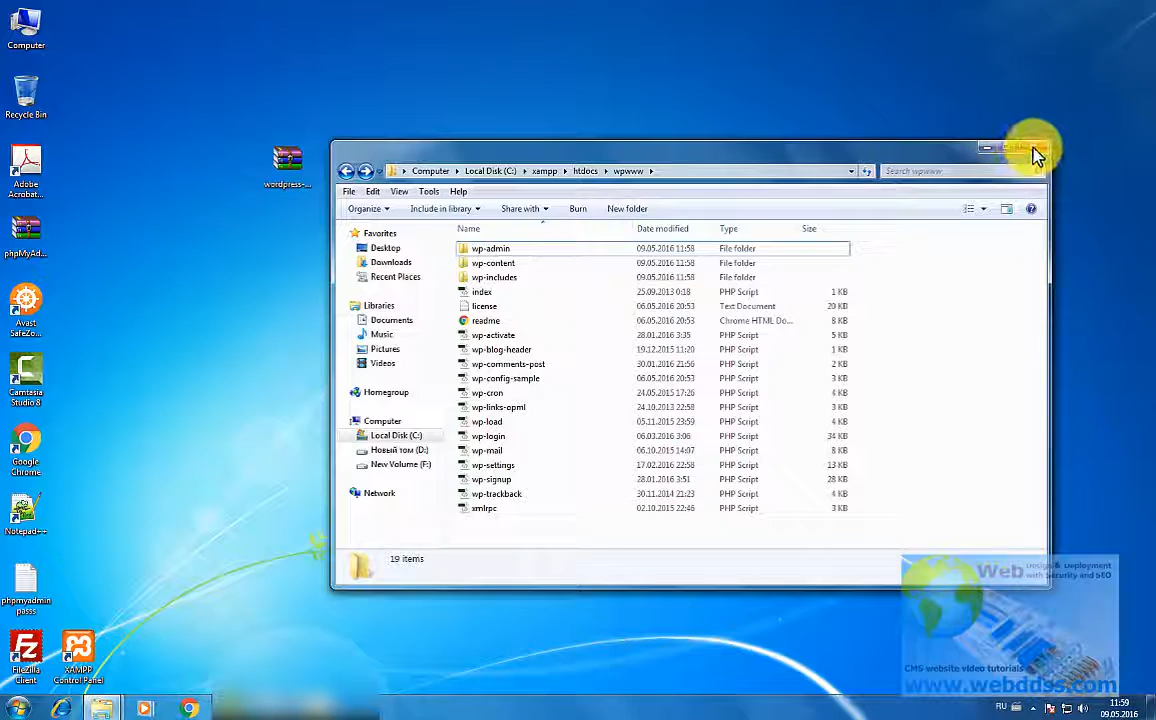 Computer
Recycle Bin
Adobe
Acrobat...
phpMyAd...
Avast
SafeZo...
Camtasia
Studio 8
Google
Chrome
Notepad++
phpmyadmin
passs
FileZilla
Client
XAMPP
Control Panel
wordpress-...
Computer
Local Disk (C:)
xampp
htdocs
wpwww
Search wpwww
File
Edit
View
Tools
Help
Organize
Include in library
Share with
Burn
New folder
Favorites
Desktop
Downloads
Recent Places
Libraries
Documents
Music
Pictures
Videos
Homegroup
Computer
Local Disk (C:)
Новый том (D:)
New Volume (F:)
Network
Name Date modified Type Size
wp-admin 09.05.2016 11:58 File folder
wp-content 09.05.2016 11:58 File folder
wp-includes 09.05.2016 11:58 File folder
index 25.09.2013 0:18 PHP Script 1 KB
license 06.05.2016 20:53 Text Document 20 KB
readme 06.05.2016 20:53 Chrome HTML Do... 8 KB
wp-activate 28.01.2016 3:35 PHP Script 5 KB
wp-blog-header 19.12.2015 11:20 PHP Script 1 KB
wp-comments-post 30.01.2016 21:56 PHP Script 2 KB
wp-config-sample 06.05.2016 20:53 PHP Script 3 KB
wp-cron 24.05.2015 17:26 PHP Script 4 KB
wp-links-opml 24.10.2013 22:58 PHP Script 3 KB
wp-load 05.11.2015 23:59 PHP Script 4 KB
wp-login 06.03.2016 3:06 PHP Script 34 KB
wp-mail 06.10.2015 14:07 PHP Script 8 KB
wp-settings 17.02.2016 22:58 PHP Script 13 KB
wp-signup 28.01.2016 3:51 PHP Script 28 KB
wp-trackback 30.11.2014 21:23 PHP Script 4 KB
xmlrpc 02.10.2015 22:46 PHP Script 3 KB
19 items
Web Design & Deployment
with Security and SEO
CMS website video tutorials
www.webddss.com
RU
11:59
09.05.2016